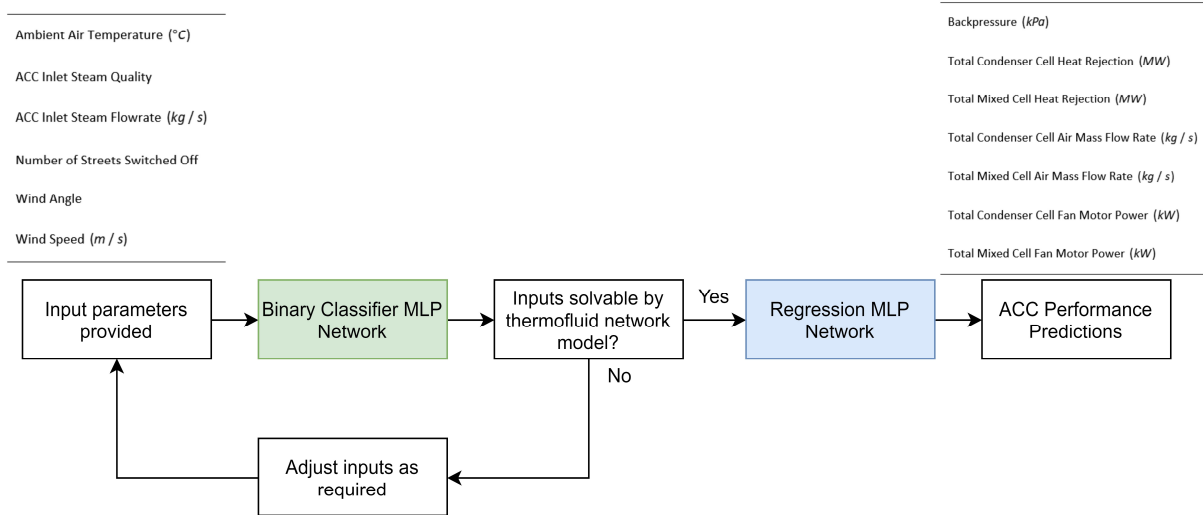 Ambient Air Temperature (°C)
ACC Inlet Steam Quality
ACC Inlet Steam Flowrate (kg / s)
Number of Streets Switched Off
Wind Angle
Wind Speed (m / s)
Backpressure (kPa)
Total Condenser Cell Heat Rejection (MW)
Total Mixed Cell Heat Rejection (MW)
Total Condenser Cell Air Mass Flow Rate (kg / s)
Total Mixed Cell Air Mass Flow Rate (kg / s)
Total Condenser Cell Fan Motor Power (kW)
Total Mixed Cell Fan Motor Power (kW)
Input parameters
provided
Binary Classifier MLP
Network
Inputs solvable by
thermofluid network
model?
Yes
No
Regression MLP
Network
ACC Performance
Predictions
Adjust inputs as
required